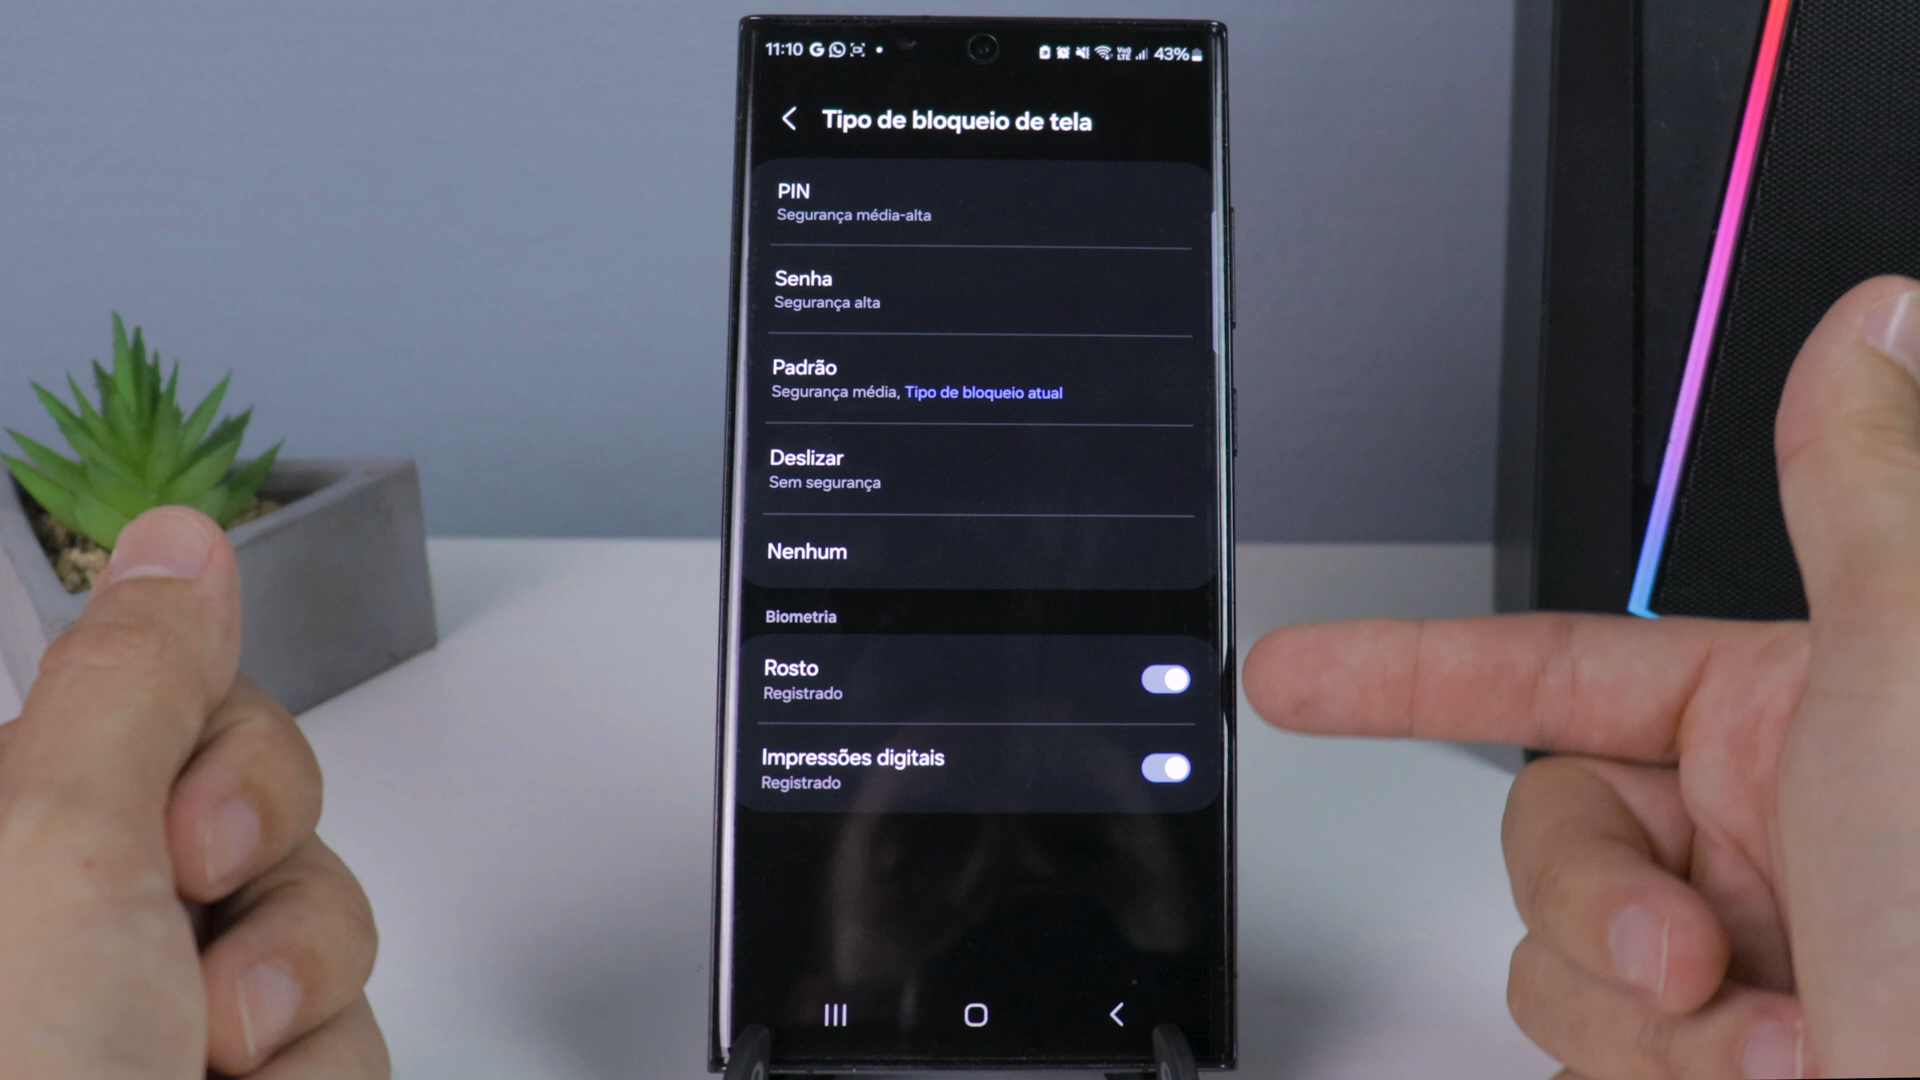 11:10
43%
Tipo de bloqueio de tela
PIN
Segurança média-alta
Senha
Segurança alta
Padrão
Segurança média, Tipo de bloqueio atual
Deslizar
Sem segurança
Nenhum
Biometria
Rosto
Registrado
Impressões digitais
Registrado